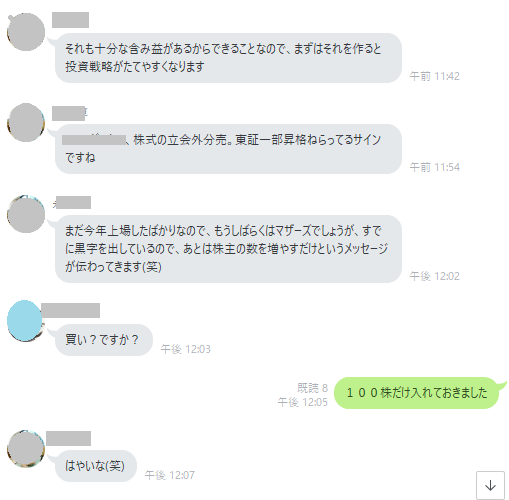 それも十分な含み益があるからできることなので、まずはそれを作ると
投資戦略がたてやすくなります
午前 11:42
、株式の立会外分売。東証一部昇格ねらってるサイン
ですね
午前 11:54
まだ今年上場したばかりなので、もうしばらくはマザーズでしょうが、すで
に黒字を出しているので、あとは株主の数を増やすだけというメッセージ
が伝わってきます(笑)
午後 12:02
買い？ですか？
午後 12:03
既読 8
午後 12:05
１００株だけ入れておきました
はやいな(笑)
午後 12:07